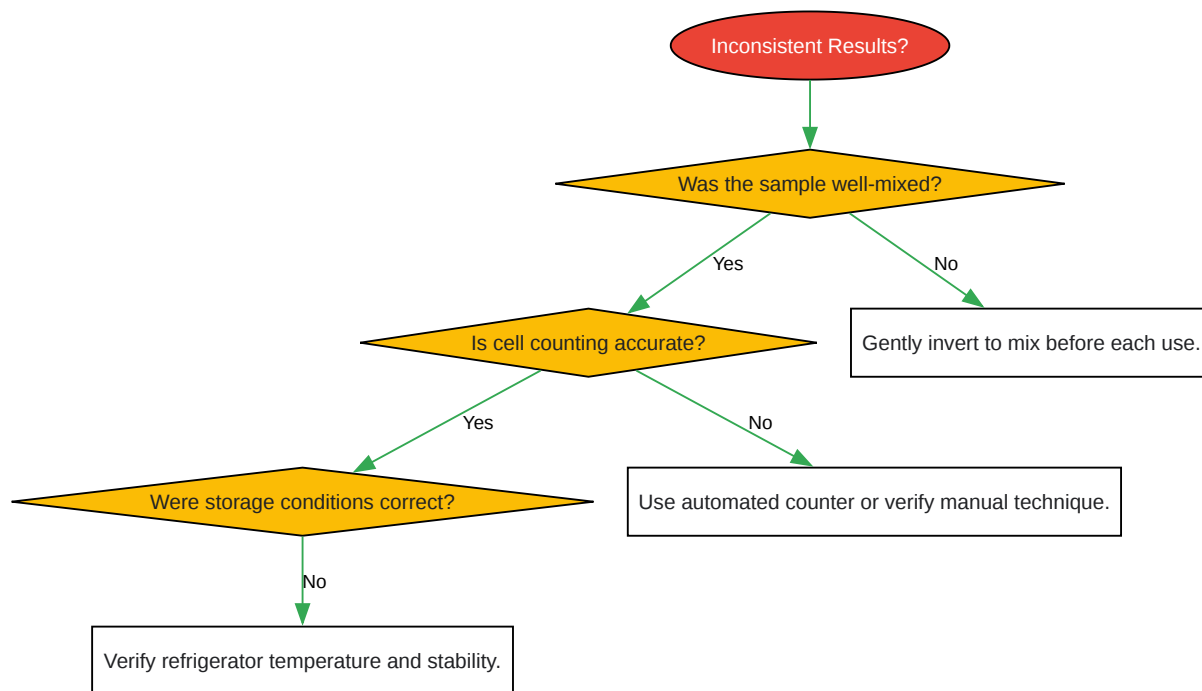 Inconsistent Results?
Was the sample well-mixed?
Yes
No
Is cell counting accurate?
Gently invert to mix before each use.
Yes
No
Were storage conditions correct?
Use automated counter or verify manual technique.
No
Verify refrigerator temperature and stability.